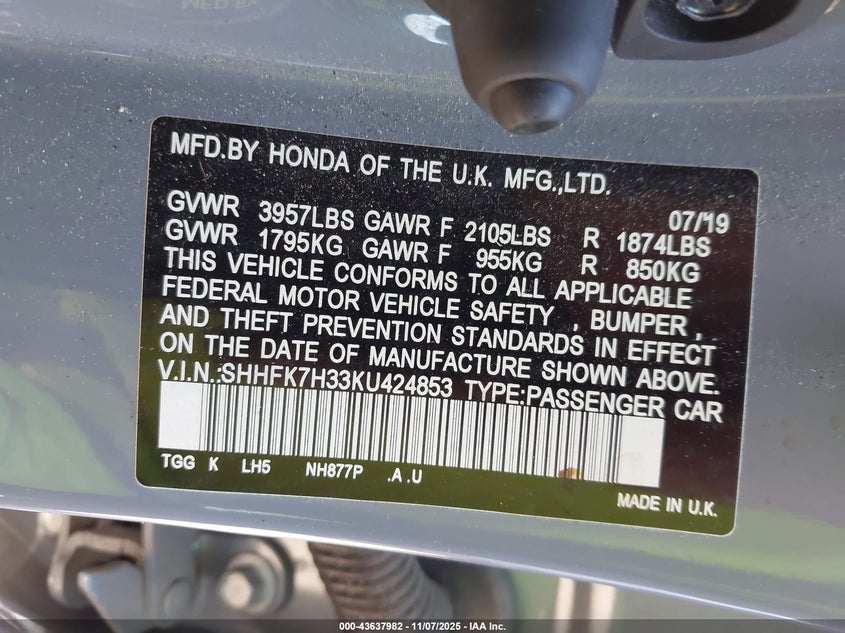 MFD.BY HONDA OF THE U.K. MFG.,LTD.
07/19
GVWR 3957LBS GAWR F 2105LBS R 1874LBS
GVWR 1795KG GAWR F 955KG R 850KG
THIS VEHICLE CONFORMS TO ALL APPLICABLE
FEDERAL MOTOR VEHICLE SAFETY , BUMPER ,
AND THEFT PREVENTION STANDARDS IN EFFECT
ON THE DATE OF MANUFACTURE SHOWN ABOVE.
V.I.N.:SHHFK7H33KU424853 TYPE:PASSENGER CAR
TGG K LH5 NH877P .A .U
MADE IN U.K.
000-43637982 — 11/07/2025 — IAA Inc.